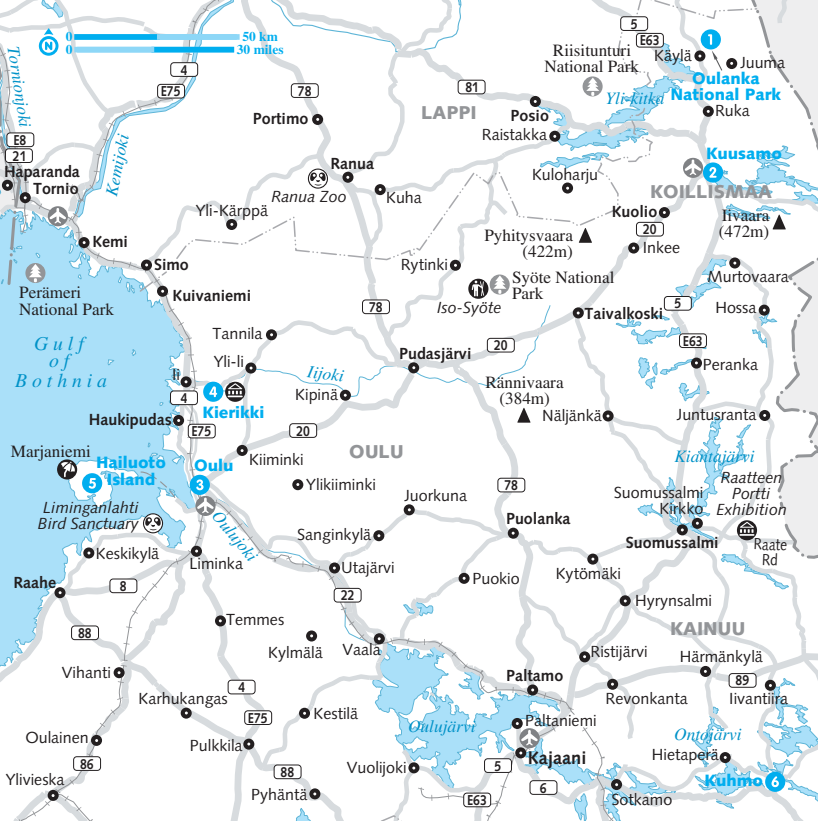 5
E63
1
Käylä
Juuma
Riisitunturi
National Park
Oulanka
National Park
Yli-kitka
Ruka
N
0
50 km
0
30 miles
4
E75
78
81
LAPPI
Posio
Raistakka
Portimo
Tornionjoki
Kemijoki
E8
21
Haparanda
Tornio
Ranua
Ranua Zoo
Kuha
Kuusamo
2
KOILLISMAA
Kuloharju
Kuolio
20
Inkee
Iivaara
(472m)
Yli-Kärppä
Pyhitysvaara
(422m)
Kemi
Simo
Rytinki
Murtovaara
Perämeri
National Park
Kuivaniemi
Syöte National
Park
Iso-Syöte
78
Taivalkoski
5
Hossa
Gulf
of
Bothnia
Tannila
Yli-Ii
Pudasjärvi
20
E63
Peranka
Ii
4
Kierikki
Iijoki
Kipinä
Rännivaara
(384m)
4
Haukipudas
E75
20
Näljänkä
Juntusranta
Marjaniemi
Hailuoto
Island
5
Oulu
3
Kiiminki
OULU
Kiantajärvi
Liminganlahti
Bird Sanctuary
Ylikiiminki
Juorkuna
78
Suomussalmi
Kirkko
Raatteen
Portti
Exhibition
Oulujoki
Sanginkylä
Puolanka
Suomussalmi
Raate
Rd
Keskikylä
Liminka
Utajärvi
Kytömäki
Raahe
8
22
Puokio
Hyrynsalmi
Temmes
88
Kylmälä
Vaala
KAINUU
Ristijärvi
Härmänkylä
Vihanti
89
4
Paltamo
Revonkanta
Iivantiira
Karhukangas
E75
Kestilä
Oulujärvi
Paltaniemi
Ontojärvi
Oulainen
Pulkkila
Hietaperä
86
88
Vuolijoki
5
Kajaani
Kuhmo
6
Ylivieska
Pyhäntä
E63
6
Sotkamo